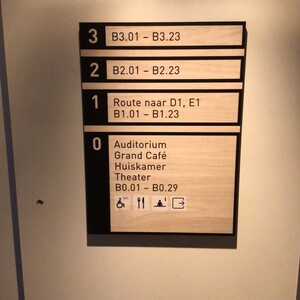 3 B3.01 – B3.23
2 B2.01 – B2.23
1 Route naar D1, E1
B1.01 – B1.23
0 Auditorium
Grand Café
Huiskamer
Theater
B0.01 – B0.29